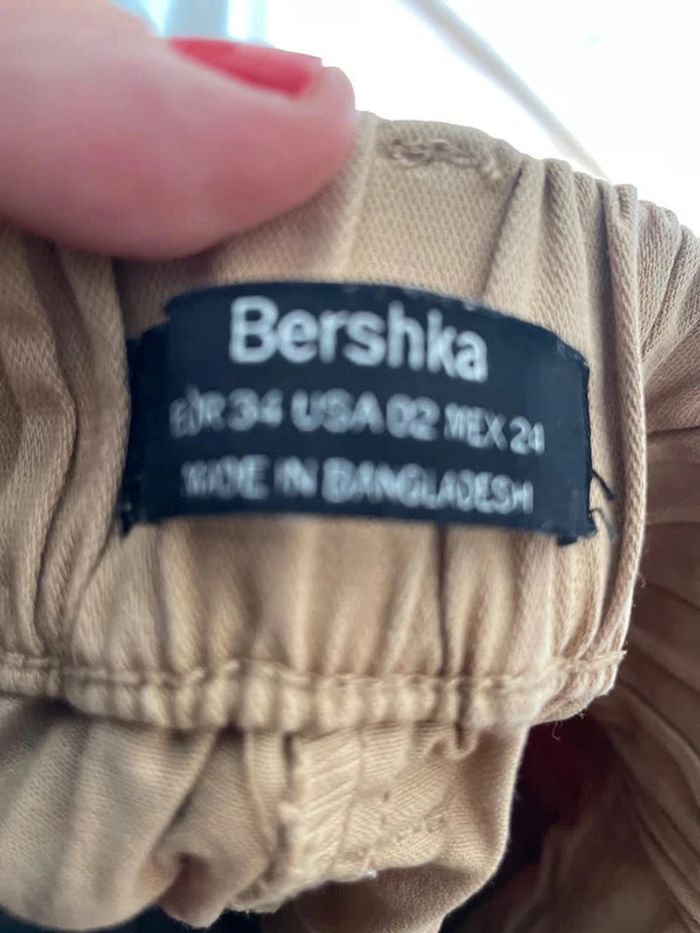 Bershka
EUR 34 USA 02 MEX 24
MADE IN BANGLADESH